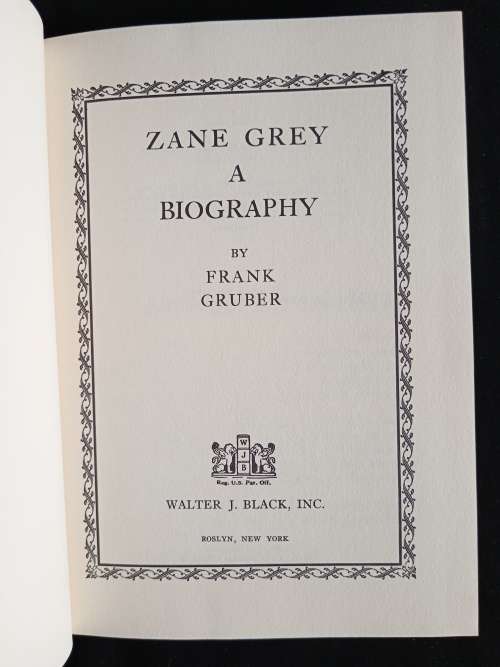 ZANE GREY
A
BIOGRAPHY
BY
FRANK
GRUBER
W
J
B
Reg. U.S. Pat. Off.
WALTER J. BLACK, INC.
ROSLYN, NEW YORK